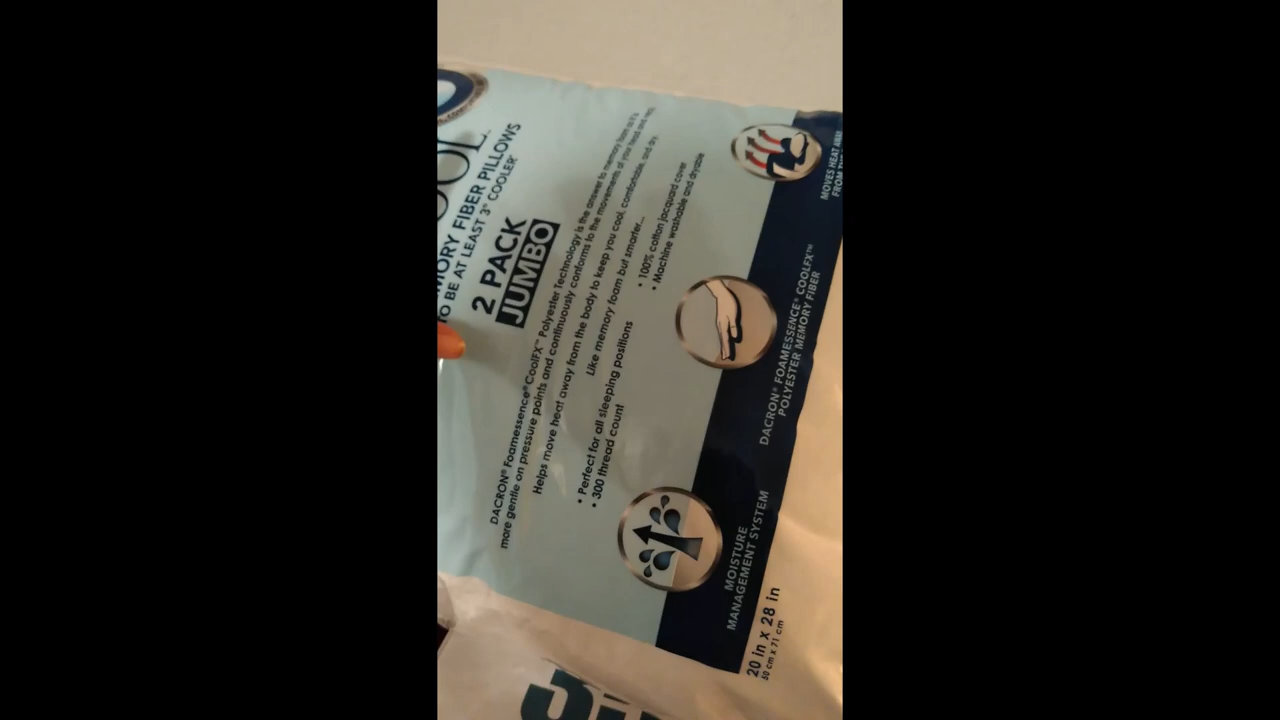 OOL
MORY FIBER PILLOWS
TO BE AT LEAST 3° COOLER*
2 PACK
JUMBO
DACRON® Foamessence® CoolFX™ Polyester Technology is the answer to memory foam as it's
more gentle on pressure points and continuously conforms to the movements of your head and neck.
Helps move heat away from the body to keep you cool, comfortable, and dry.
Like memory foam but smarter...
• Perfect for all sleeping positions
• 300 thread count
• 100% cotton jacquard cover
• Machine washable and dryable
MOISTURE
MANAGEMENT SYSTEM
DACRON® FOAMESSENCE® COOLFX™
POLYESTER MEMORY FIBER
MOVES HEAT AWAY
FROM
20 in x 28 in
50 cm x 71 cm